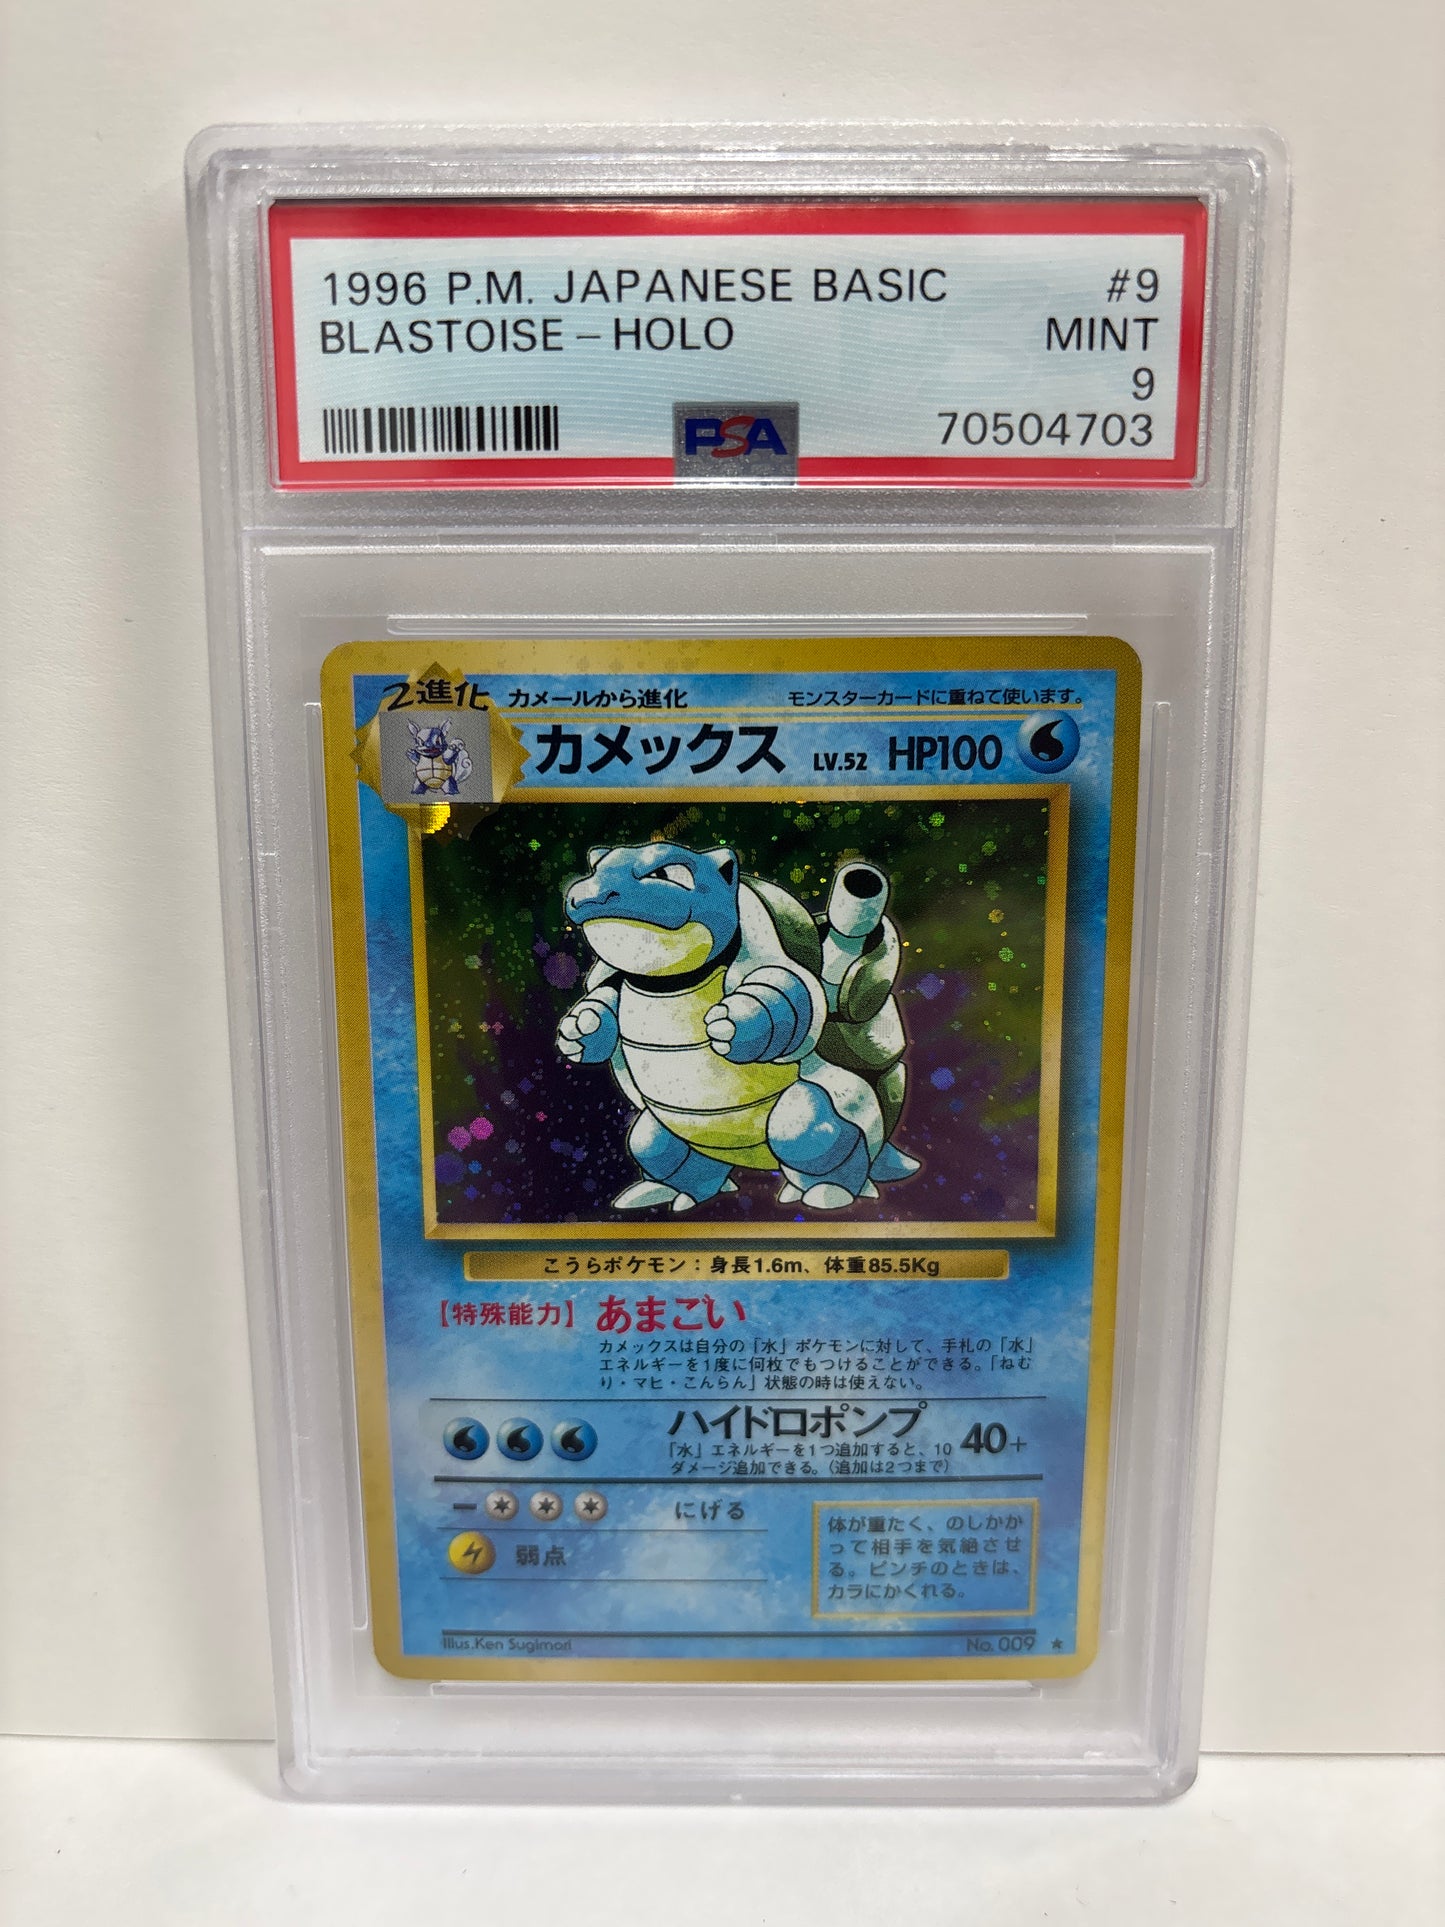 1996 P.M. JAPANESE BASIC #9
BLASTOISE – HOLO MINT
9
PSA 70504703
2進化 カメールから進化 モンスターカードに重ねて使います。
カメックス LV.52 HP100
こうらポケモン：身長1.6m、体重85.5Kg
【特殊能力】あまごい
カメックスは自分の「水」ポケモンに対して、手札の「水」
エネルギーを1度に何枚でもつけることができる。「ねむ
り・マヒ・こんらん」状態の時は使えない。
ハイドロポンプ 40+
「水」エネルギーを1つ追加すると、10
ダメージ追加できる。（追加は2つまで）
にげる
弱点
体が重たく、のしかか
って相手を気絶させ
る。ピンチのときは、
カラにかくれる。
Illus.Ken Sugimori No. 009 ★